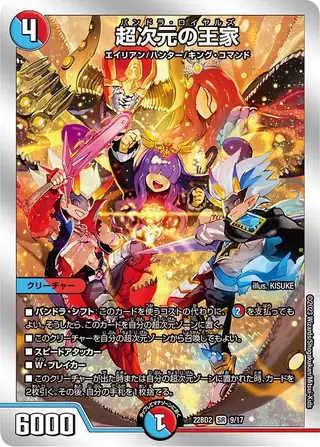 4
パンドラ・ロイヤルズ
超次元の王家
エイリアン/ハンター/キング・コマンド
クリーチャー
illus. KISUKE
■パンドラ・シフト:このカードを使うコストの代わりに、2を支払ってもよい。そうしたら、このカードを自分の超次元ゾーンに置く。
■このクリーチャーを自分の超次元ゾーンから召喚してもよい。
■スピードアタッカー
■W・ブレイカー
■このクリーチャーが出た時または自分の超次元ゾーンに置かれた時、カードを2枚引く。その後、自分の手札を1枚捨てる。
6000
1
22BD2 SR 9/17